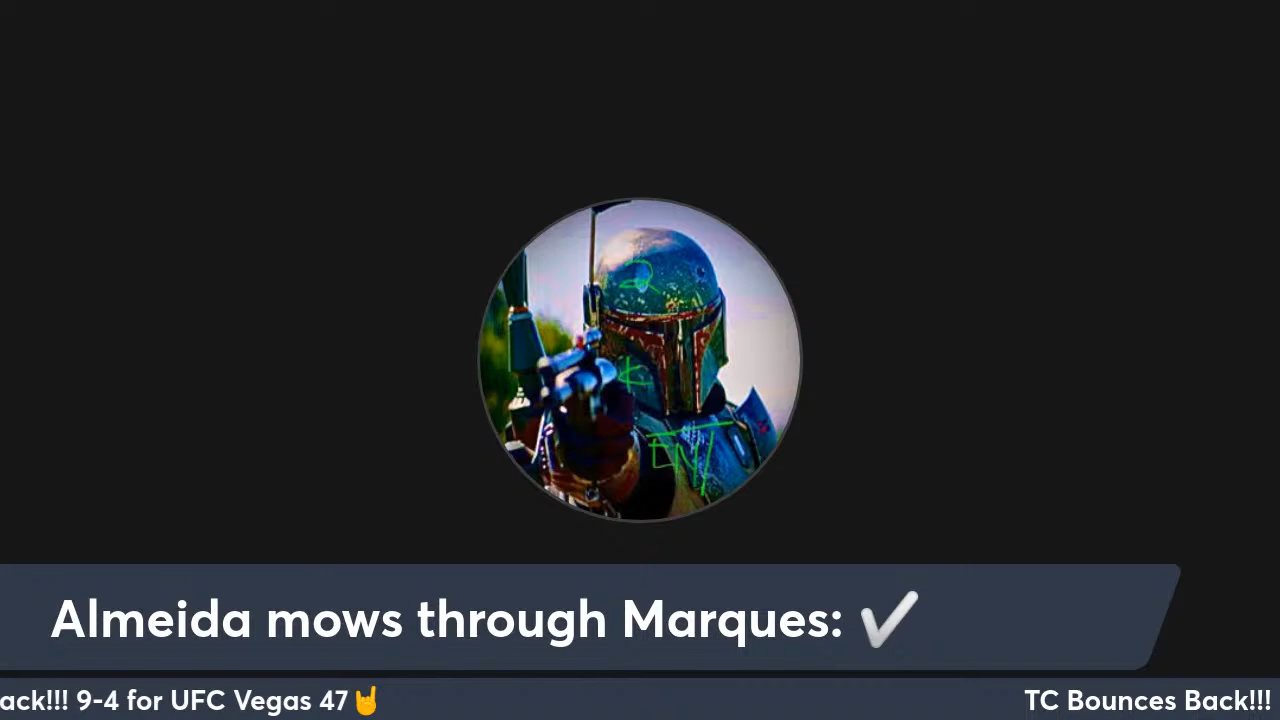 Almeida mows through Marques: ✔
ack!!! 9-4 for UFC Vegas 47🤘 TC Bounces Back!!!